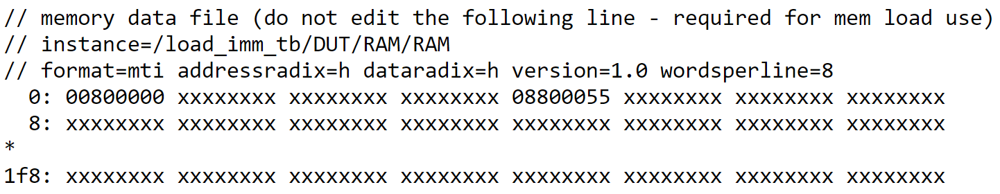 // memory data file (do not edit the following line - required for mem load use)
// instance=/load_imm_tb/DUT/RAM/RAM
// format=mti addressradix=h dataradix=h version=1.0 wordsperline=8
  0: 00800000 xxxxxxxx xxxxxxxx xxxxxxxx 08800055 xxxxxxxx xxxxxxxx xxxxxxxx
  8: xxxxxxxx xxxxxxxx xxxxxxxx xxxxxxxx xxxxxxxx xxxxxxxx xxxxxxxx xxxxxxxx
*
1f8: xxxxxxxx xxxxxxxx xxxxxxxx xxxxxxxx xxxxxxxx xxxxxxxx xxxxxxxx xxxxxxxx